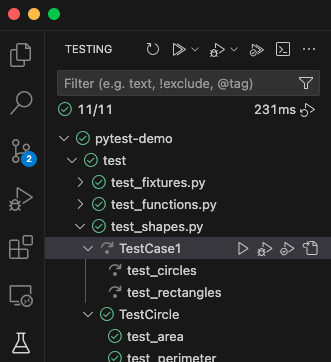 TESTING
Filter (e.g. text, !exclude, @tag)
11/11 231ms
2
pytest-demo
test
test_fixtures.py
test_functions.py
test_shapes.py
TestCase1
test_circles
test_rectangles
TestCircle
test_area
test_perimeter